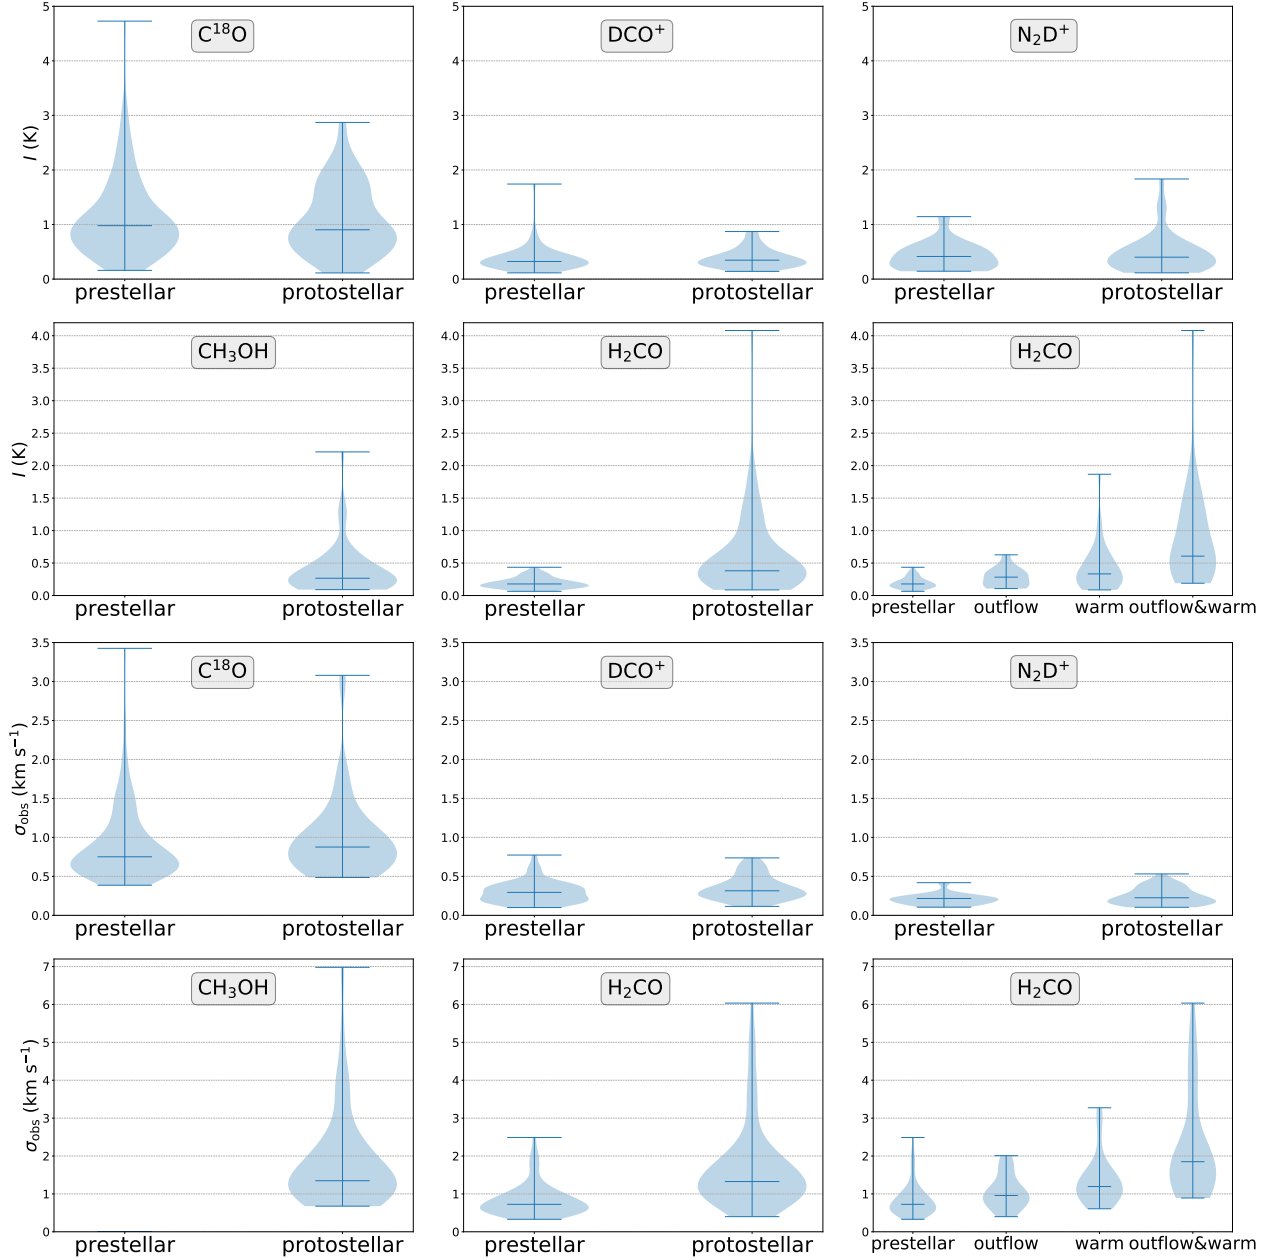 5
4
3
2
1
0
I (K)
C¹⁸O
prestellar
protostellar
5
4
3
2
1
0
DCO⁺
prestellar
protostellar
5
4
3
2
1
0
N₂D⁺
prestellar
protostellar
4.0
3.5
3.0
2.5
2.0
1.5
1.0
0.5
0.0
I (K)
CH₃OH
prestellar
protostellar
4.0
3.5
3.0
2.5
2.0
1.5
1.0
0.5
0.0
H₂CO
prestellar
protostellar
4.0
3.5
3.0
2.5
2.0
1.5
1.0
0.5
0.0
H₂CO
prestellar
outflow
warm
outflow&warm
3.5
3.0
2.5
2.0
1.5
1.0
0.5
0.0
σobs (km s⁻¹)
C¹⁸O
prestellar
protostellar
3.5
3.0
2.5
2.0
1.5
1.0
0.5
0.0
DCO⁺
prestellar
protostellar
3.5
3.0
2.5
2.0
1.5
1.0
0.5
0.0
N₂D⁺
prestellar
protostellar
7
6
5
4
3
2
1
0
σobs (km s⁻¹)
CH₃OH
prestellar
protostellar
7
6
5
4
3
2
1
0
H₂CO
prestellar
protostellar
7
6
5
4
3
2
1
0
H₂CO
prestellar
outflow
warm
outflow&warm